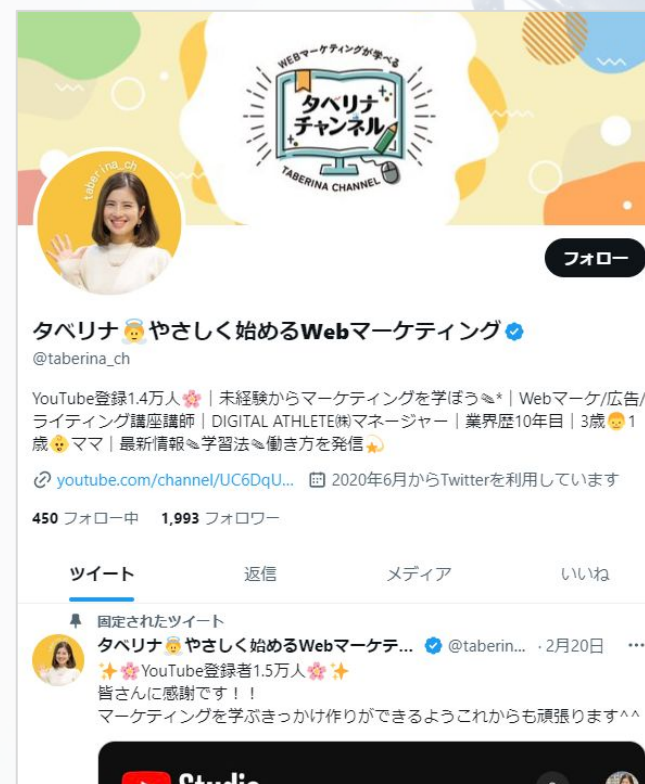 WEBマーケティングが学べる
タベリナ
チャンネル
TABERINA CHANNEL
taberina_ch
フォロー
タベリナ👼やさしく始めるWebマーケティング
@taberina_ch
YouTube登録1.4万人🌸｜未経験からマーケティングを学ぼう✎*｜Webマーケ/広告/
ライティング講座講師｜DIGITAL ATHLETE㈱マネージャー｜業界歴10年目｜3歳👦1
歳👶ママ｜最新情報✎学習法✎働き方を発信💫
youtube.com/channel/UC6DqU... 2020年6月からTwitterを利用しています
450 フォロー中 1,993 フォロワー
ツイート 返信 メディア いいね
固定されたツイート
タベリナ👼やさしく始めるWebマーケテ... @taberin... · 2月20日 ···
✨🌸YouTube登録者1.5万人🌸✨
皆さんに感謝です！！
マーケティングを学ぶきっかけ作りができるようこれからも頑張ります^^
Studio